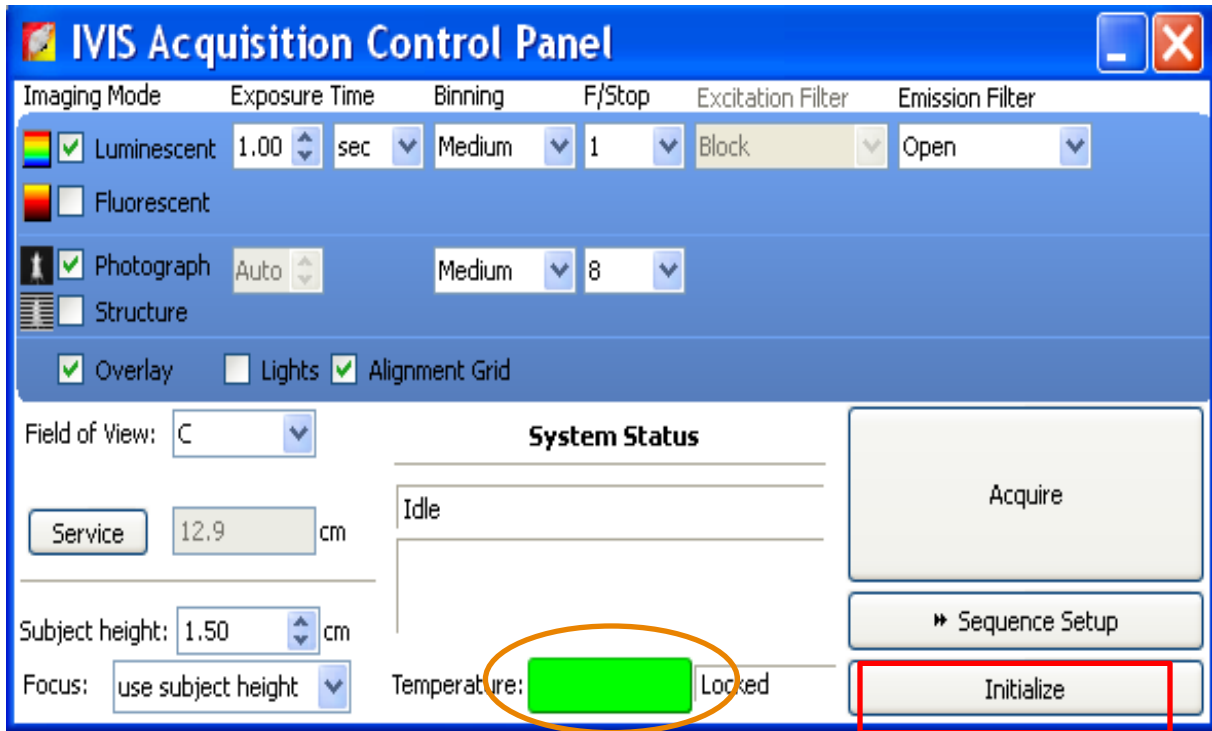 IVIS Acquisition Control Panel
Imaging Mode Exposure Time Binning F/Stop Excitation Filter Emission Filter
Luminescent 1.00 sec Medium 1 Block Open
Fluorescent
Photograph Auto Medium 8
Structure
Overlay Lights Alignment Grid
Field of View: C
System Status
Idle
Service 12.9 cm
Acquire
Subject height: 1.50 cm
Sequence Setup
Focus: use subject height
Temperature: Locked
Initialize